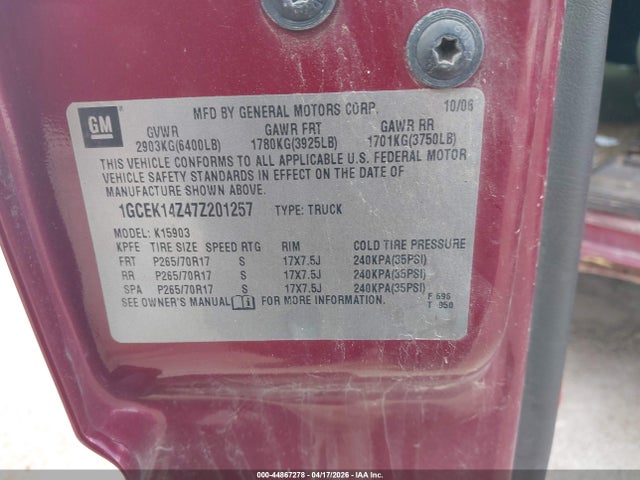 GM
MFD BY GENERAL MOTORS CORP. 10/06
GVWR GAWR FRT GAWR RR
2903KG(6400LB) 1780KG(3925LB) 1701KG(3750LB)
THIS VEHICLE CONFORMS TO ALL APPLICABLE U.S. FEDERAL MOTOR
VEHICLE SAFETY STANDARDS IN EFFECT ON THE DATE OF
MANUFACTURE SHOWN ABOVE.
1GCEK14Z47Z201257 TYPE: TRUCK
MODEL: K15903
KPFE TIRE SIZE SPEED RTG RIM COLD TIRE PRESSURE
FRT P265/70R17 S 17X7.5J 240KPA(35PSI)
RR P265/70R17 S 17X7.5J 240KPA(35PSI)
SPA P265/70R17 S 17X7.5J 240KPA(35PSI)
SEE OWNER'S MANUAL FOR MORE INFORMATION
F 696
T 950
000-44867278 - 04/17/2026 - IAA Inc.